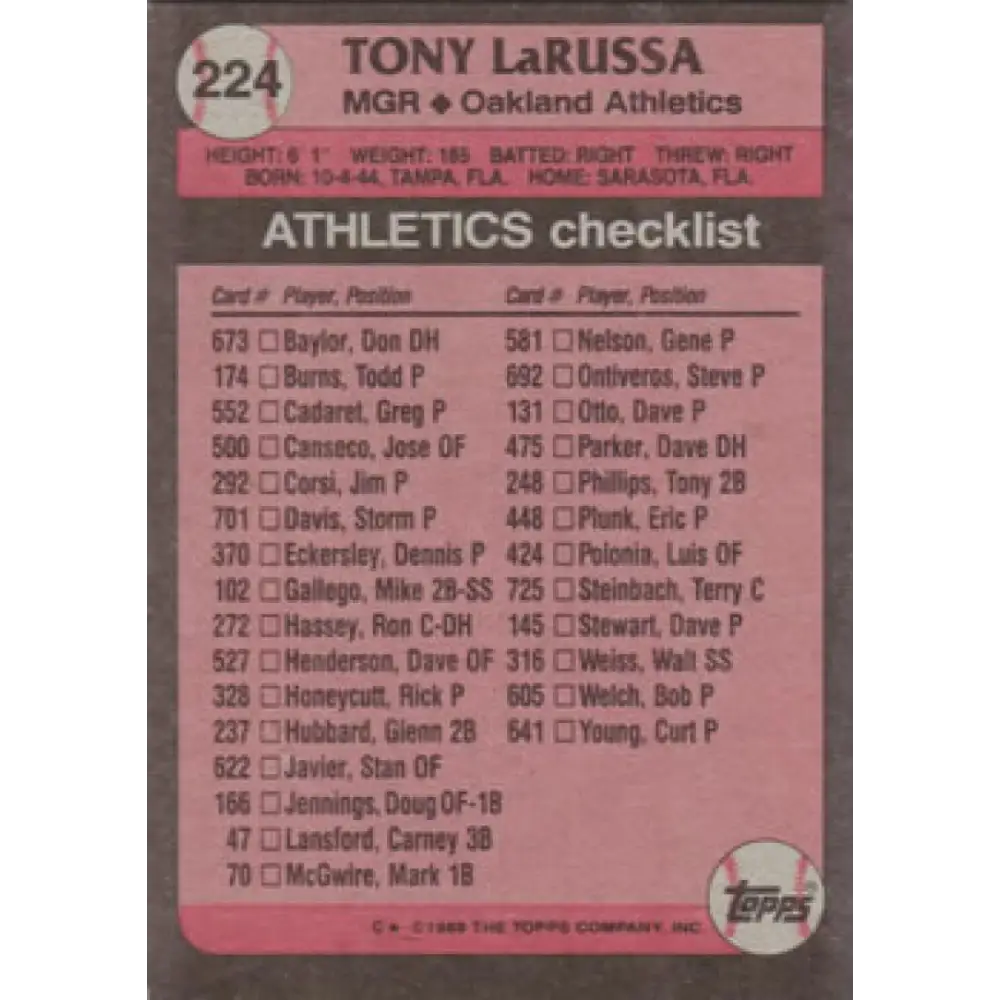 224
TONY LaRUSSA
MGR ◆ Oakland Athletics
HEIGHT: 6 1" WEIGHT: 185 BATTED: RIGHT THREW: RIGHT
BORN: 10-4-44, TAMPA, FLA. HOME: SARASOTA, FLA.
ATHLETICS checklist
Card # Player, Position
673 □ Baylor, Don DH
174 □ Burns, Todd P
552 □ Cadaret, Greg P
500 □ Canseco, Jose OF
292 □ Corsi, Jim P
701 □ Davis, Storm P
370 □ Eckersley, Dennis P
102 □ Gallego, Mike 2B-SS
272 □ Hassey, Ron C-DH
527 □ Henderson, Dave OF
328 □ Honeycutt, Rick P
237 □ Hubbard, Glenn 2B
622 □ Javier, Stan OF
166 □ Jennings, Doug OF-1B
47 □ Lansford, Carney 3B
70 □ McGwire, Mark 1B
Card # Player, Position
581 □ Nelson, Gene P
692 □ Ontiveros, Steve P
131 □ Otto, Dave P
475 □ Parker, Dave DH
248 □ Phillips, Tony 2B
448 □ Plunk, Eric P
424 □ Polonia, Luis OF
725 □ Steinbach, Terry C
145 □ Stewart, Dave P
316 □ Weiss, Walt SS
605 □ Welch, Bob P
641 □ Young, Curt P
topps®
C★ ©1989 THE TOPPS COMPANY, INC.